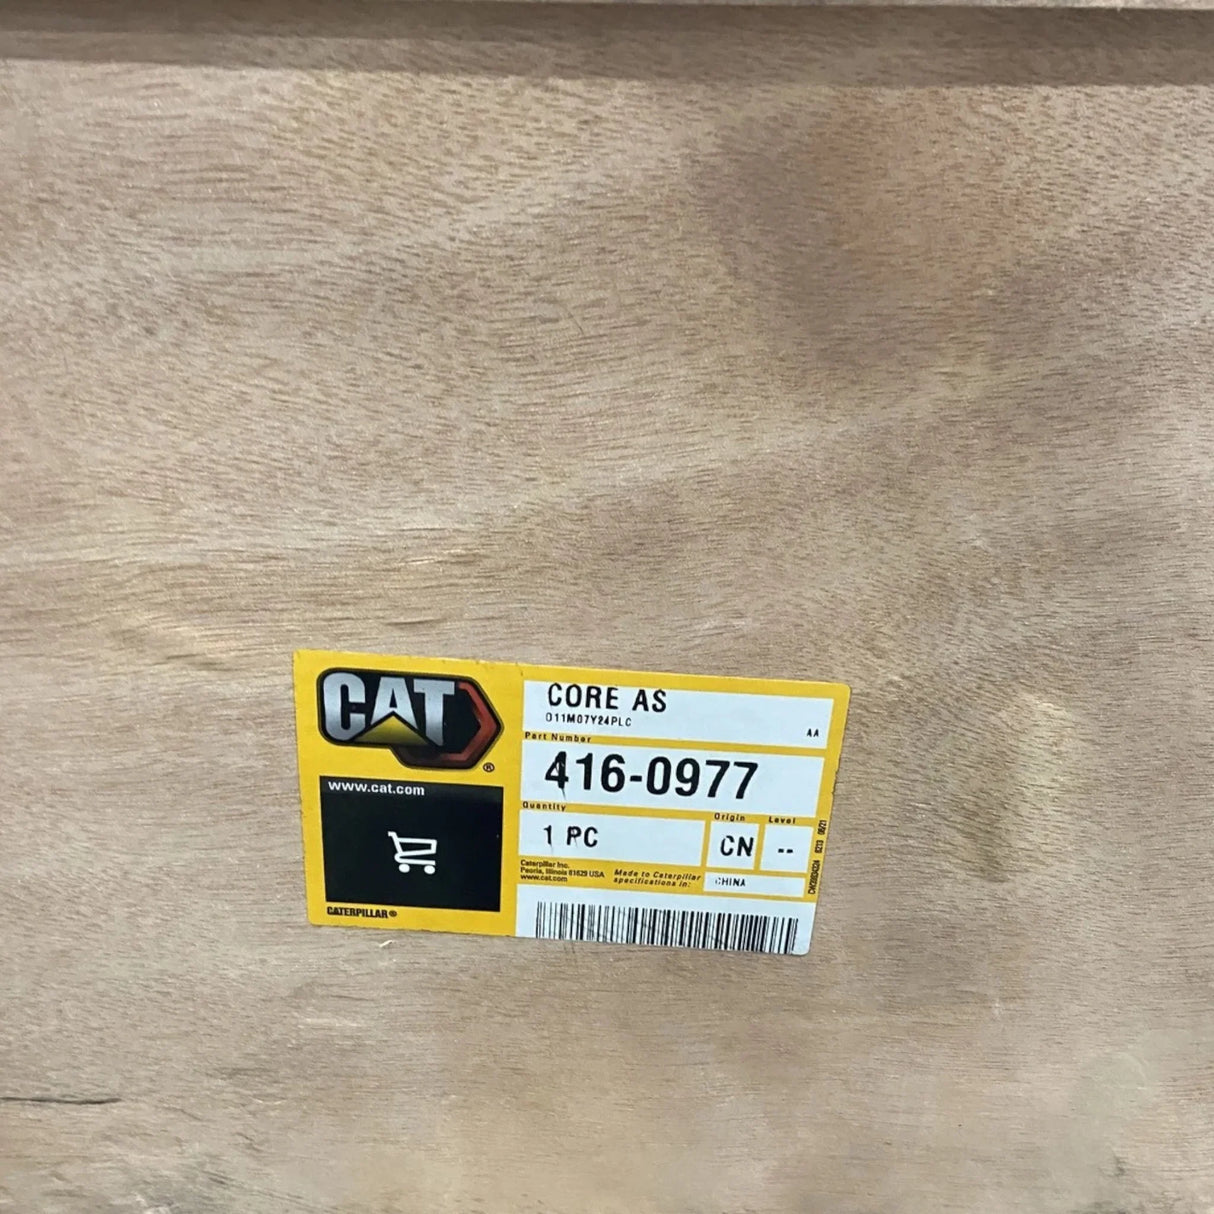 CAT®
www.cat.com
CATERPILLAR®
CORE AS
D11M07Y24PLC
AA
Part Number
416-0977
Quantity
1 PC
Origin
CN
Level
--
Caterpillar Inc.
Peoria, Illinois 61629 USA
www.cat.com
Made to Caterpillar
specifications in:
CHINA